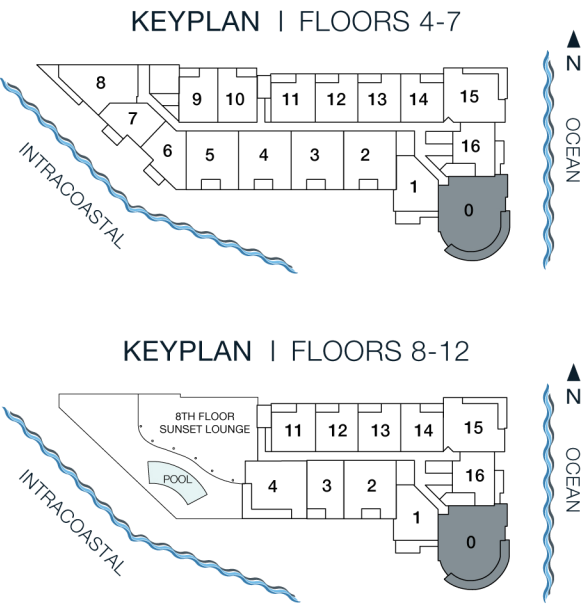 KEYPLAN | FLOORS 4-7
N
8
9
10
11
12
13
14
15
7
6
5
4
3
2
16
1
0
INTRACOASTAL
OCEAN
KEYPLAN | FLOORS 8-12
N
8TH FLOOR
SUNSET LOUNGE
11
12
13
14
15
POOL
4
3
2
16
1
0
INTRACOASTAL
OCEAN